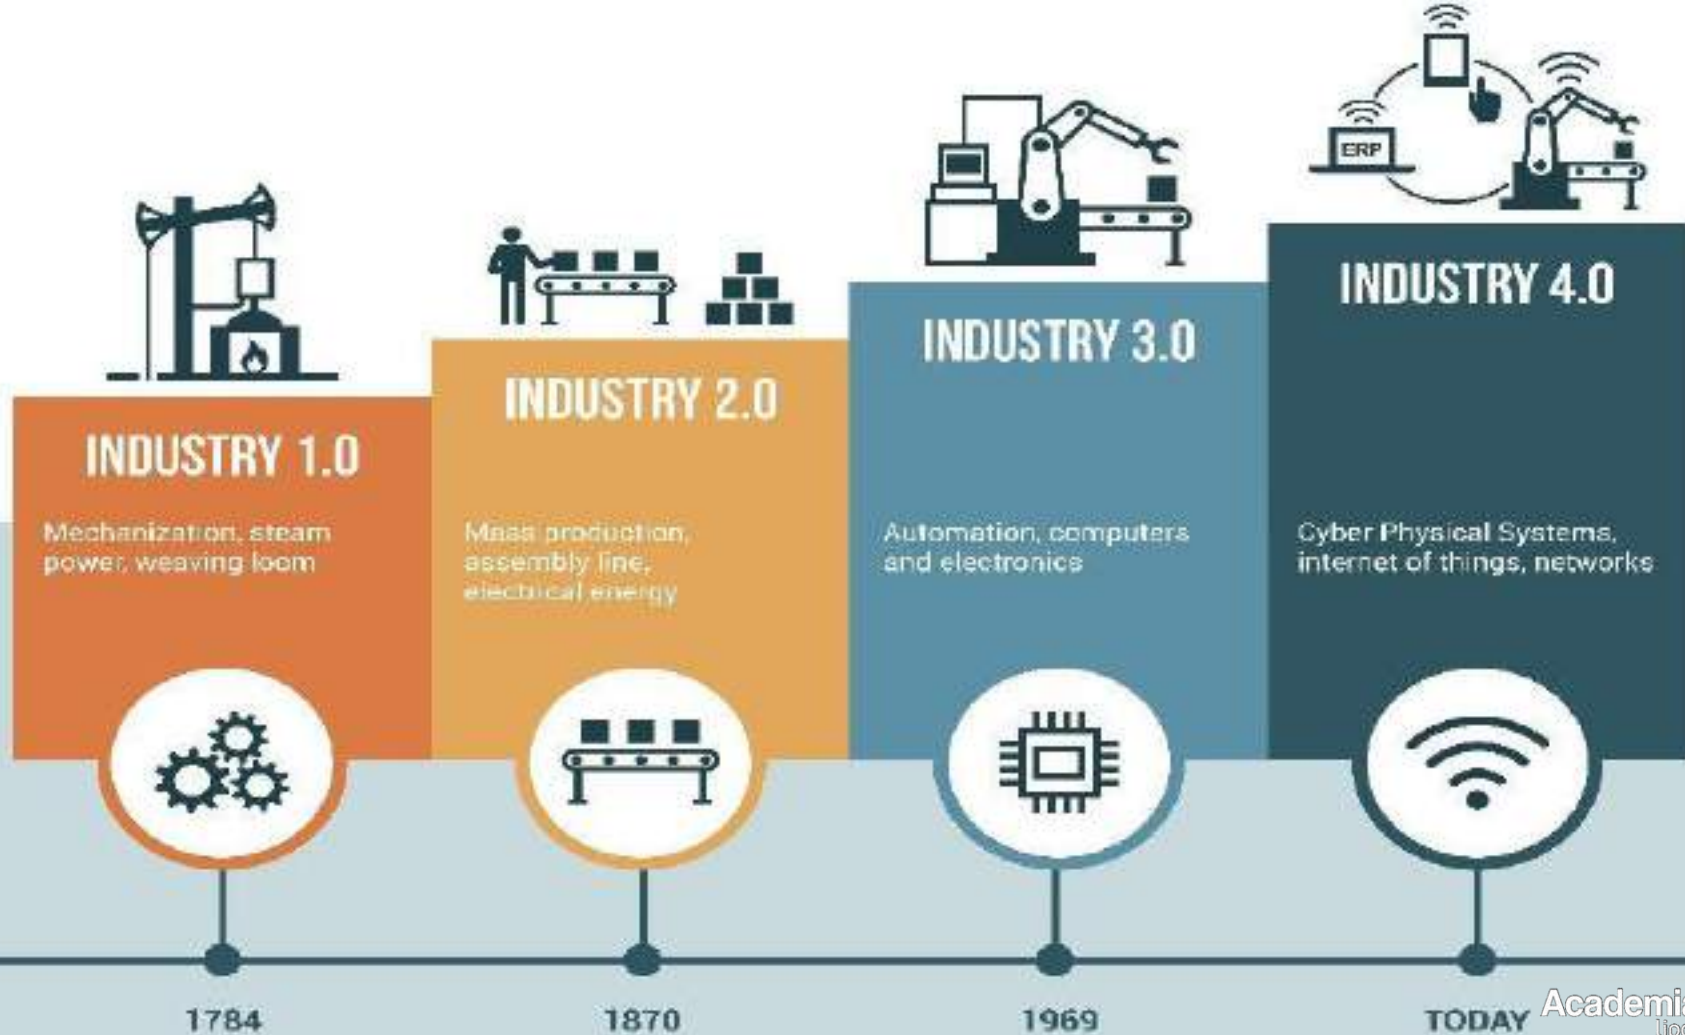 INDUSTRY 1.0
Mechanization, steam
power, weaving loom
1784
INDUSTRY 2.0
Mass production,
assembly line,
electrical energy
1870
INDUSTRY 3.0
Automation, computers
and electronics
1969
ERP
INDUSTRY 4.0
Cyber Physical Systems,
internet of things, networks
TODAY
Academia